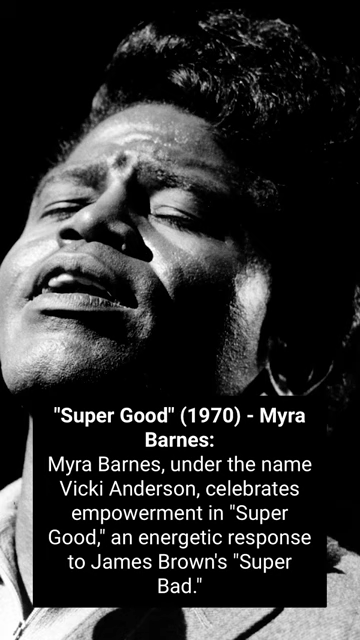 "Super Good" (1970) - Myra
Barnes:
Myra Barnes, under the name
Vicki Anderson, celebrates
empowerment in "Super
Good," an energetic response
to James Brown's "Super
Bad."